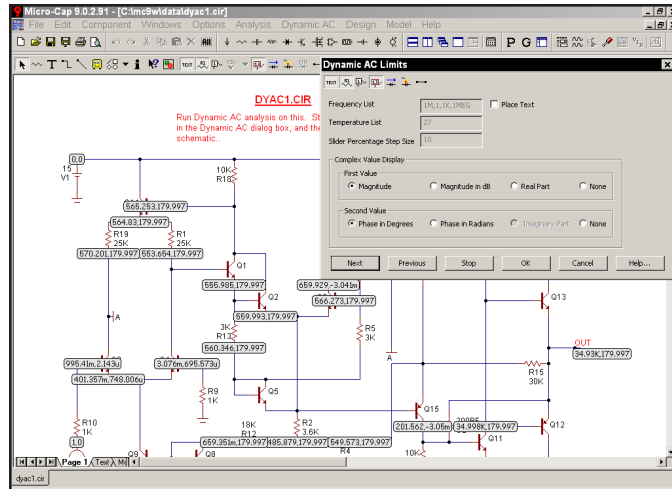 Micro-Cap 9.0.2.91 - [C:\mc9w\data\dyac1.cir]
File Edit Component Windows Options Analysis Dynamic AC Design Model Help
Dynamic AC Limits
DYAC1.CIR
Run Dynamic AC analysis on this. St
in the Dynamic AC dialog box, and the
schematic..
Frequency List 1M,1,1K,1MEG Place Text
Temperature List 27
Slider Percentage Step Size 10
Complex Value Display
First Value
Magnitude Magnitude in dB Real Part None
Second Value
Phase in Degrees Phase in Radians Imaginary Part None
Next Previous Stop OK Cancel Help...
0,0
15
V1
10K
R18
565.253,179.997
564.83,179.997
R19
25K
R1
25K
570.201,179.997
553.654,179.997
Q1
555.985,179.997
659.929,-3.041m
Q2
566.273,179.997
Q13
559.993,179.997
A
3K
R13
R5
3K
560.346,179.997
OUT
34.93K,179.997
995.41m,2.143u
3.076m,695.573u
A
401.357m,748.006u
R9
1K
Q5
R15
30K
R10
1K
18K
R12
R2
3.6K
Q15
201.562,-3.05m
34.998K,179.997
Q12
1,0
659.351m,179.997
485.879,179.997
549.573,179.997
Q11
Q9
Q8
R4
10K
Page 1 Text
dyac1.cir